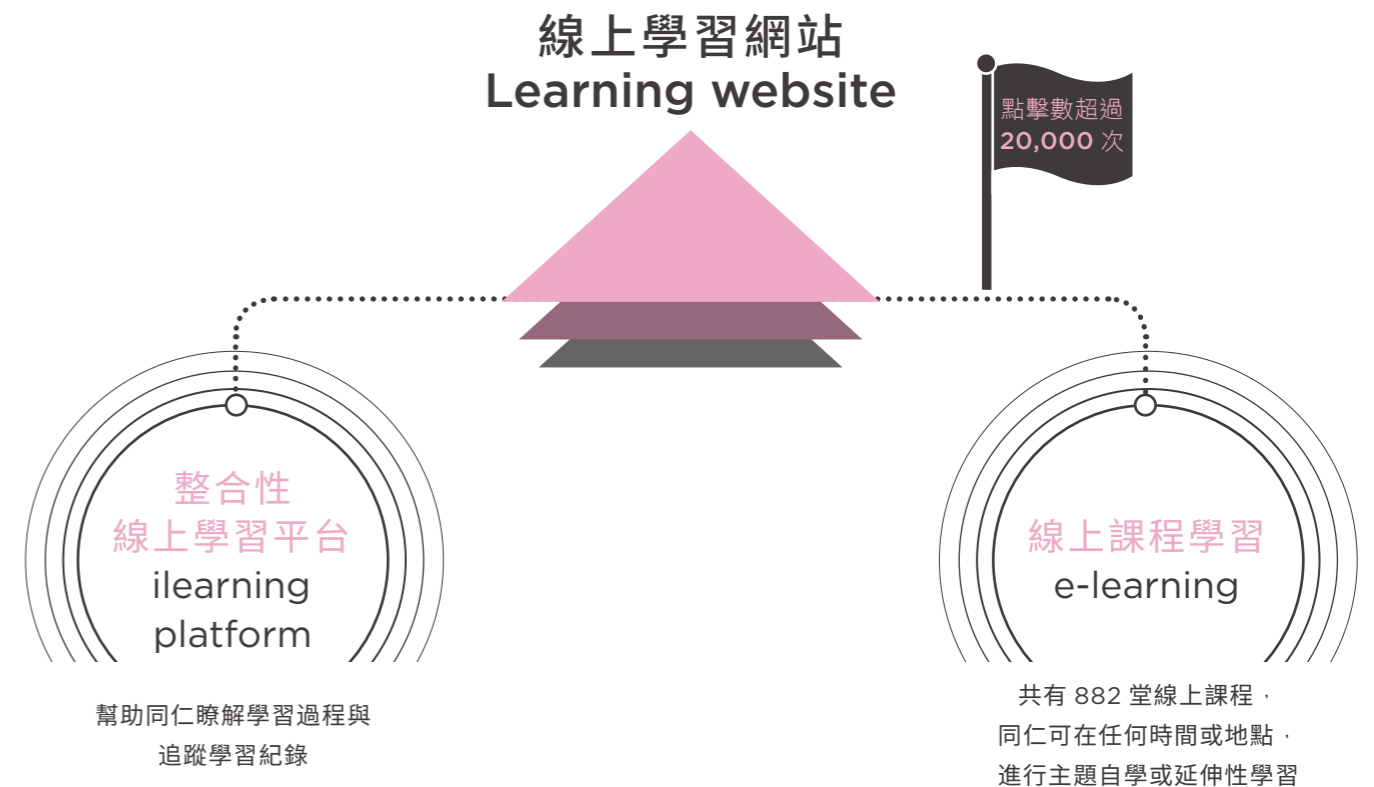 線上學習網站
Learning website
點擊數超過
20,000 次
整合性
線上學習平台
ilearning
platform
幫助同仁瞭解學習過程與
追蹤學習紀錄
線上課程學習
e-learning
共有 882 堂線上課程，
同仁可在任何時間或地點，
進行主題自學或延伸性學習